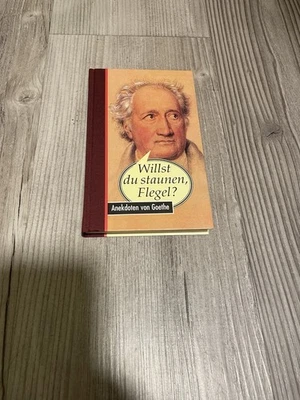 Willst
du staunen,
Flegel?
Anekdoten von Goethe